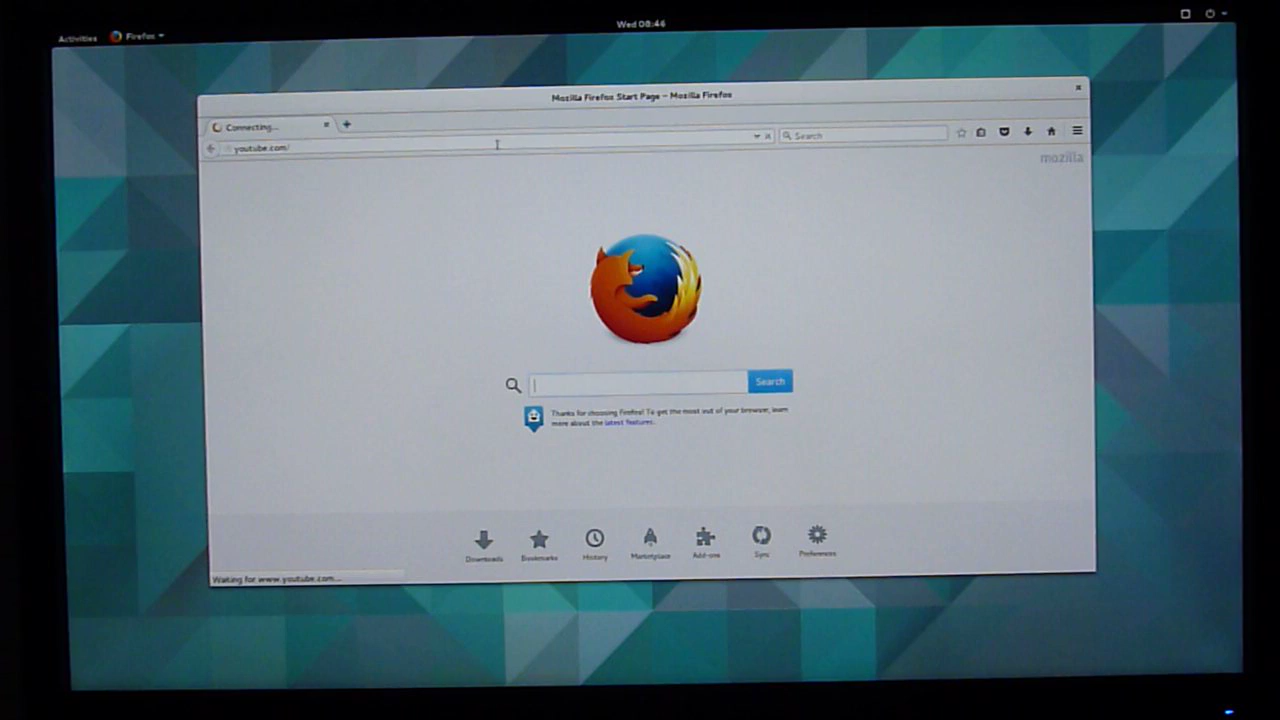 Wed 08:46
Activities Firefox
Mozilla Firefox Start Page - Mozilla Firefox
Connecting...
youtube.com/
Search
mozilla
Search
Thanks for choosing Firefox! To get the most out of your browser, learn
more about the latest features.
Downloads Bookmarks History Marketplace Add-ons Sync Preferences
Waiting for www.youtube.com...